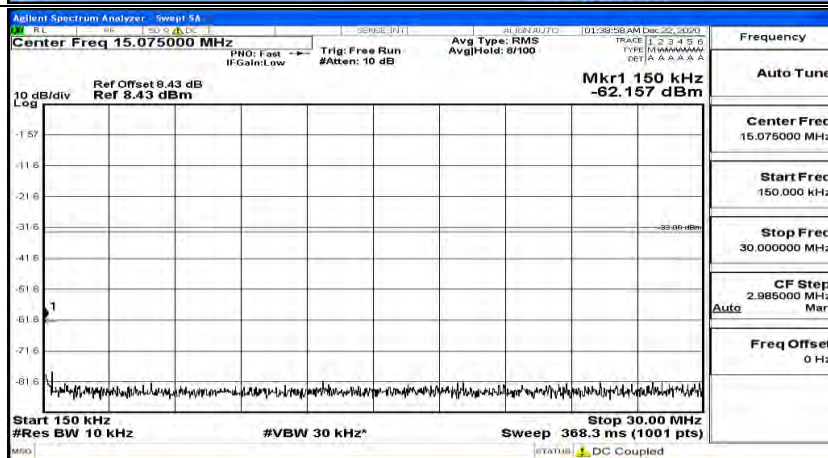 Agilent Spectrum Analyzer - Swept SA
RL RF 50 Ω DC SENSE:INT ALIGN AUTO 01:38:58 AM Dec 22, 2020
Center Freq 15.075000 MHz
PNO: Fast
IFGain:Low
Trig: Free Run
#Atten: 10 dB
Avg Type: RMS
Avg|Hold: 8/100
TRACE 1 2 3 4 5 6
TYPE MWWWWW
DET A A A A A A
Mkr1 150 kHz
-62.157 dBm
Ref Offset 8.43 dB
10 dB/div Ref 8.43 dBm
Log
-1.57
-11.6
-21.6
-31.6
-33.00 dBm
-41.6
-51.6
1
-61.6
-71.6
-81.6
Start 150 kHz Stop 30.00 MHz
#Res BW 10 kHz #VBW 30 kHz* Sweep 368.3 ms (1001 pts)
MSG STATUS DC Coupled
Frequency
Auto Tune
Center Freq
15.075000 MHz
Start Freq
150.000 kHz
Stop Freq
30.000000 MHz
CF Step
2.985000 MHz
Auto Man
Freq Offset
0 Hz